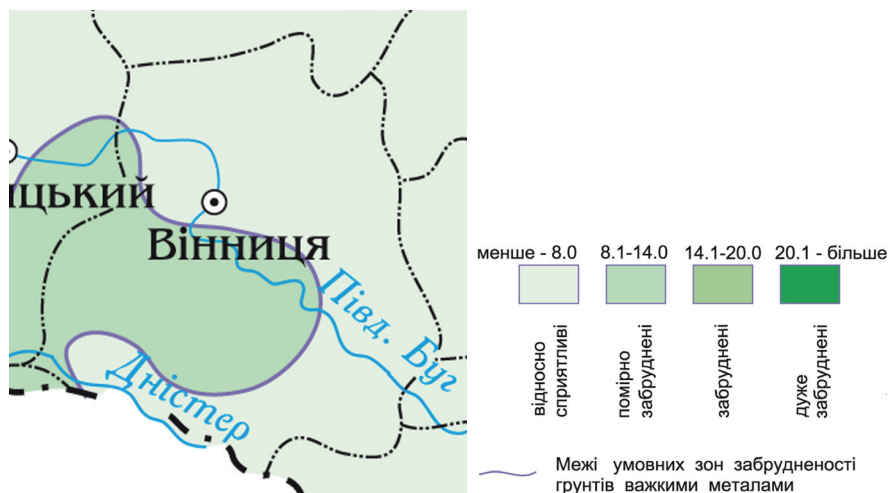 ицький
Вінниця
Півд. Буг
Дністер
менше - 8.0
8.1-14.0
14.1-20.0
20.1 - більше
відносно
сприятливі
помірно
забруднені
забруднені
дуже
забруднені
Межі умовних зон забрудненості
грунтів важкими металами